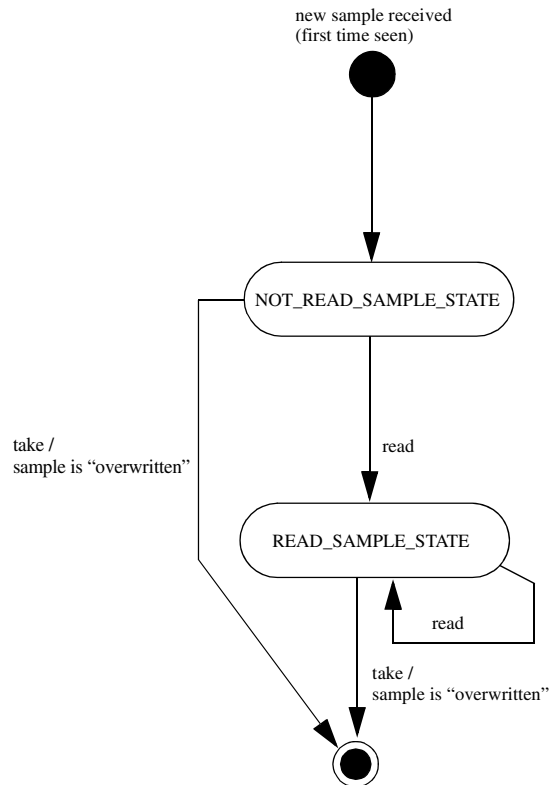 new sample received
(first time seen)
NOT_READ_SAMPLE_STATE
take /
sample is “overwritten”
read
READ_SAMPLE_STATE
read
take /
sample is “overwritten”